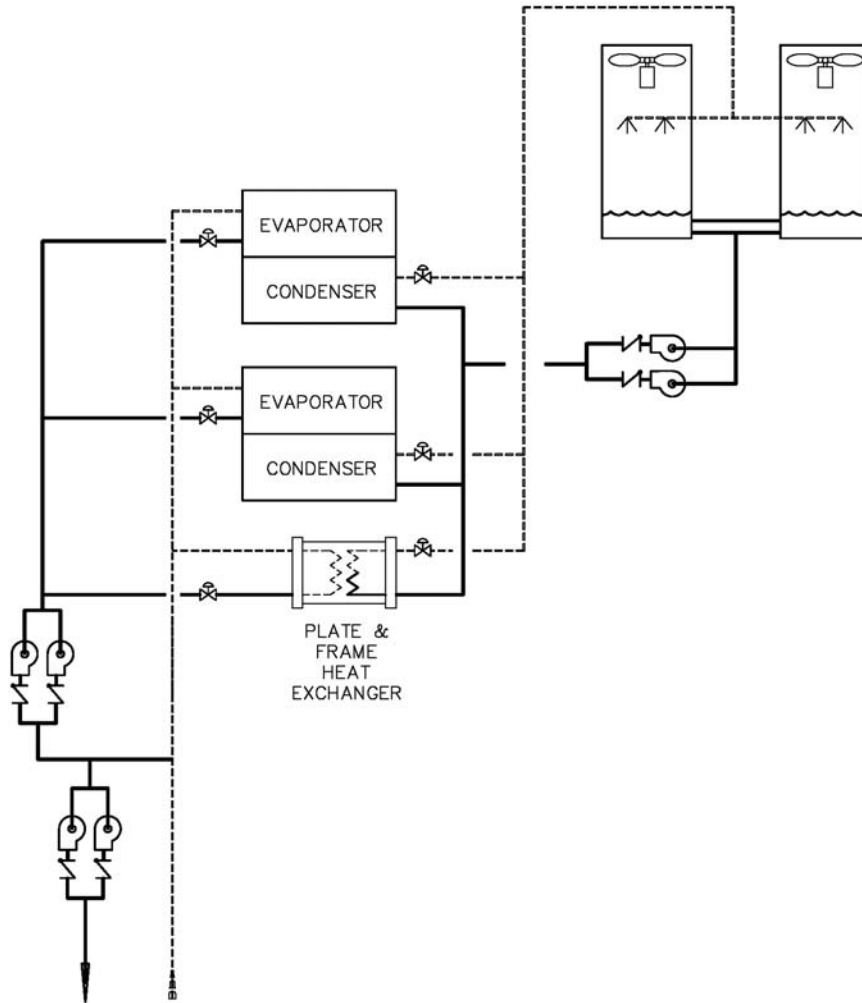 EVAPORATOR
CONDENSER
EVAPORATOR
CONDENSER
PLATE &
FRAME
HEAT
EXCHANGER